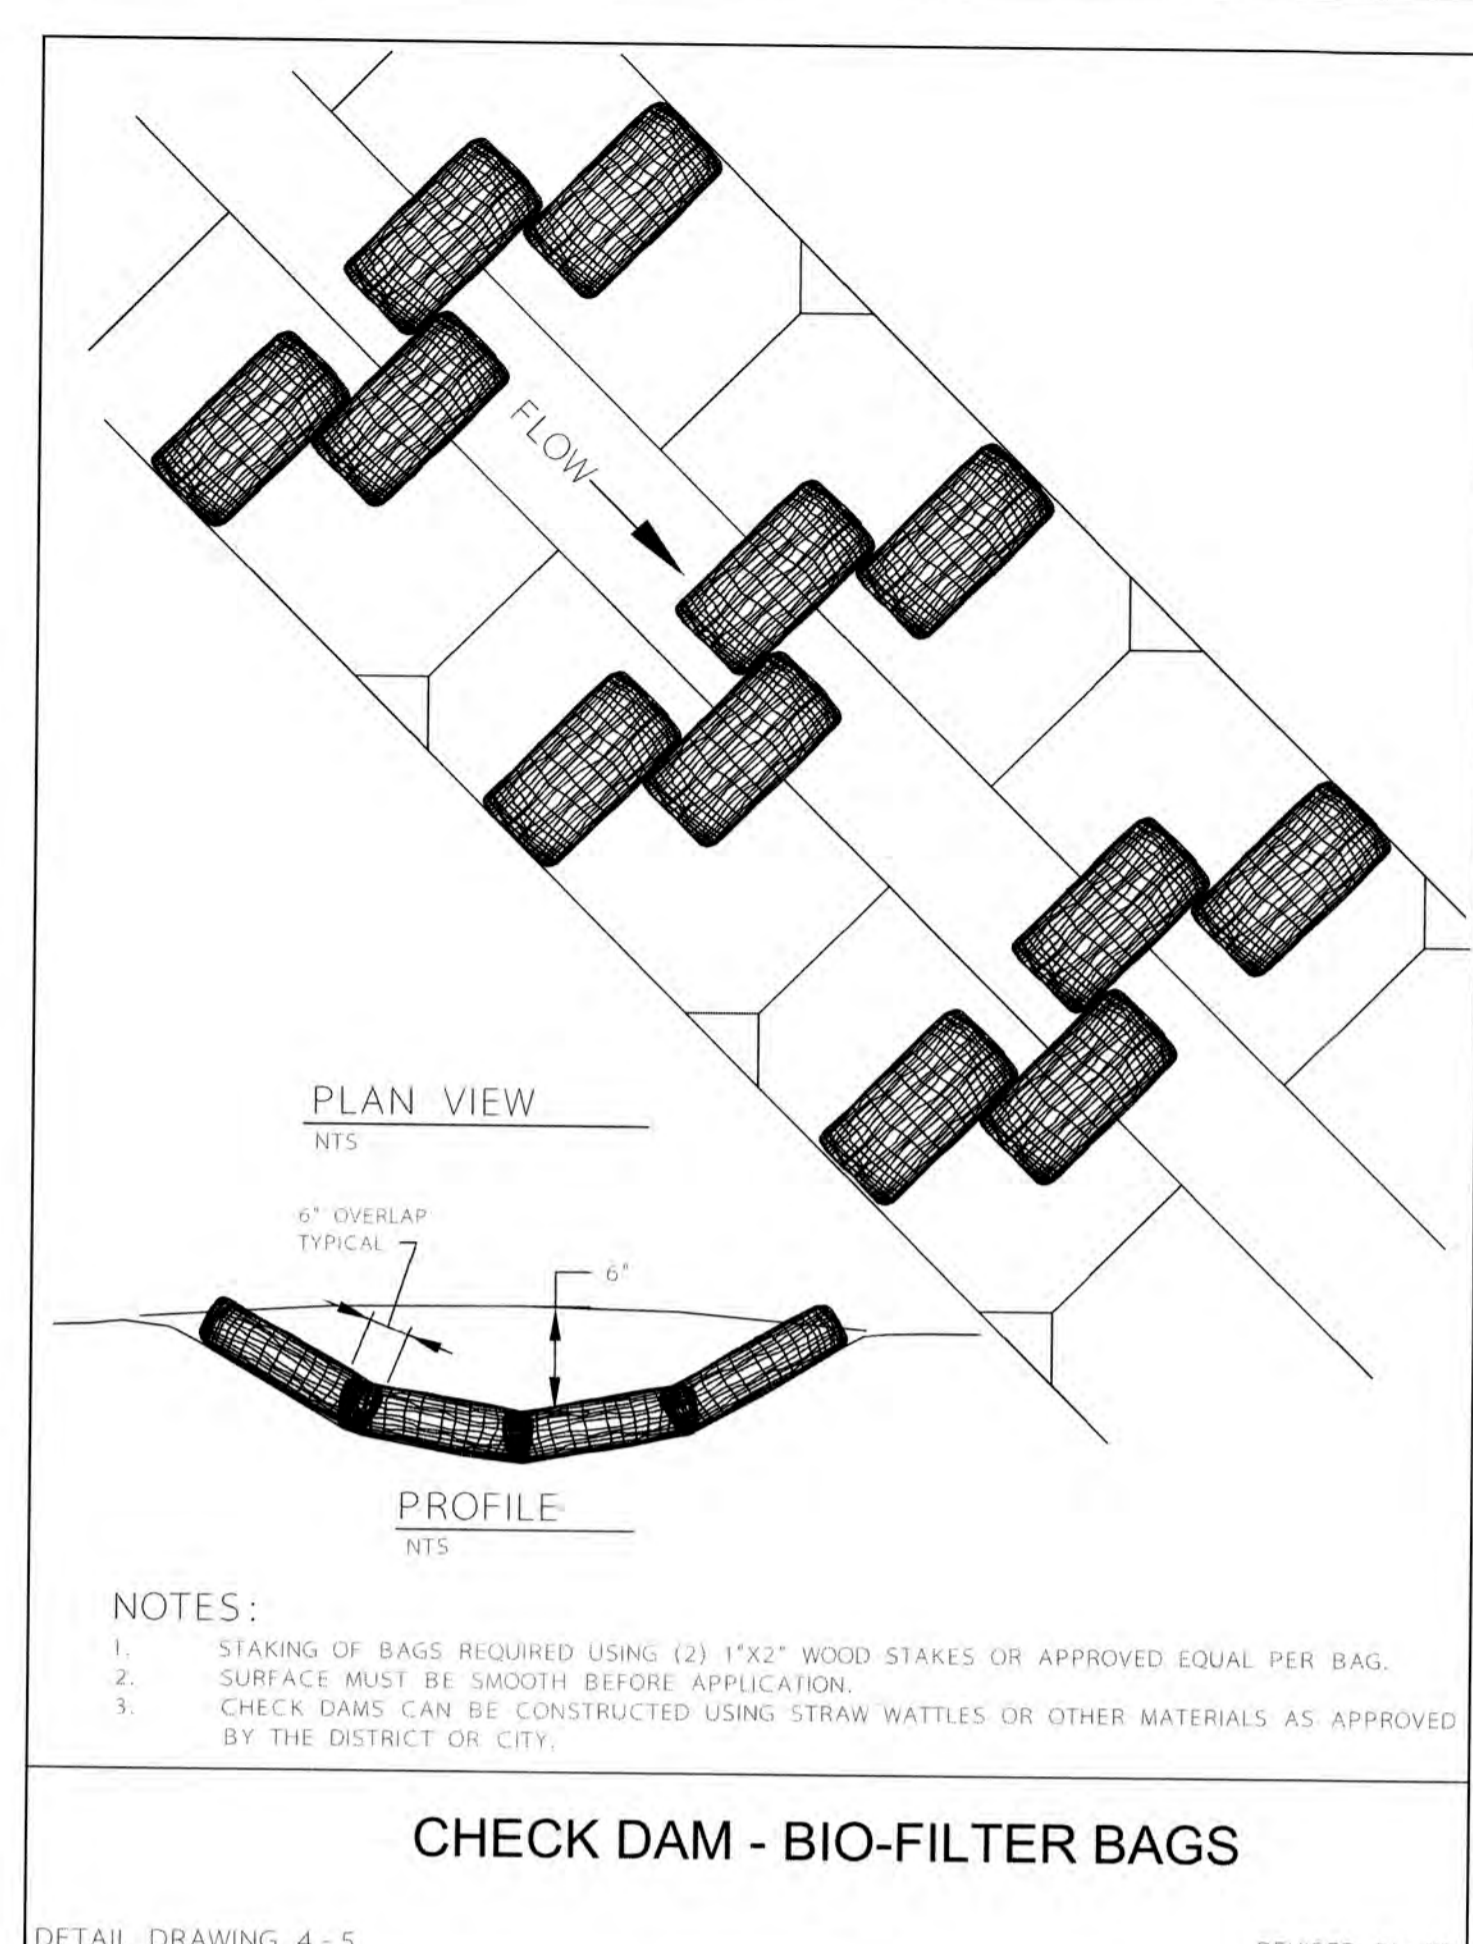 FLOW
PLAN VIEW
NTS
6" OVERLAP
TYPICAL
6"
PROFILE
NTS
NOTES:
1. STAKING OF BAGS REQUIRED USING (2) 1"X2" WOOD STAKES OR APPROVED EQUAL PER BAG.
2. SURFACE MUST BE SMOOTH BEFORE APPLICATION.
3. CHECK DAMS CAN BE CONSTRUCTED USING STRAW WATTLES OR OTHER MATERIALS AS APPROVED
BY THE DISTRICT OR CITY.
CHECK DAM - BIO-FILTER BAGS
DETAIL DRAWING 4-5